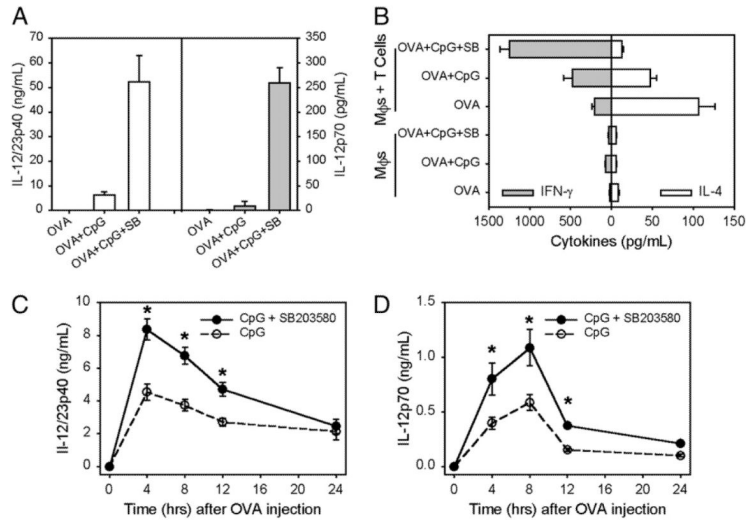 A
IL-12/23p40 (ng/mL)
70
60
50
40
30
20
10
0
350
300
250
200
150
100
50
0
IL-12p70 (pg/mL)
OVA
OVA+CpG
OVA+CpG+SB
OVA
OVA+CpG
OVA+CpG+SB
B
Mφs + T Cells
Mφs
OVA+CpG+SB
OVA+CpG
OVA
OVA+CpG+SB
OVA+CpG
OVA
IFN-γ
IL-4
1500 1000 500 0 50 100 150
Cytokines (pg/mL)
C
Il-12/23p40 (ng/mL)
10
8
6
4
2
0
CpG + SB203580
CpG
*
*
*
0 4 8 12 16 20 24
Time (hrs) after OVA injection
D
IL-12p70 (ng/mL)
1.5
1.0
0.5
0.0
CpG + SB203580
CpG
*
*
*
0 4 8 12 16 20 24
Time (hrs) after OVA injection